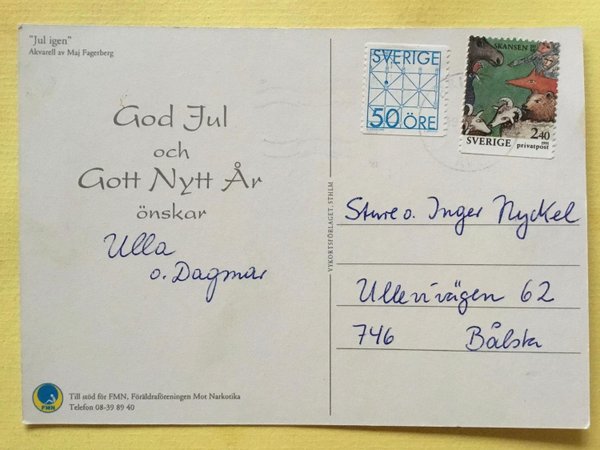 "Jul igen"
Akvarell av Maj Fagerberg
God Jul
och
Gott Nytt År
önskar
Ulla
o. Dagmar
Till stöd för FMN, Föräldraföreningen Mot Narkotika
Telefon 08-39 89 40
FMN
VYKORTSFÖRLAGET, STHLM
SVERIGE
50 ÖRE
SKANSEN
2.40
1991
SVERIGE privatpost
Sture o. Inger Nyckel
Ullevivägen 62
746 Bålsta